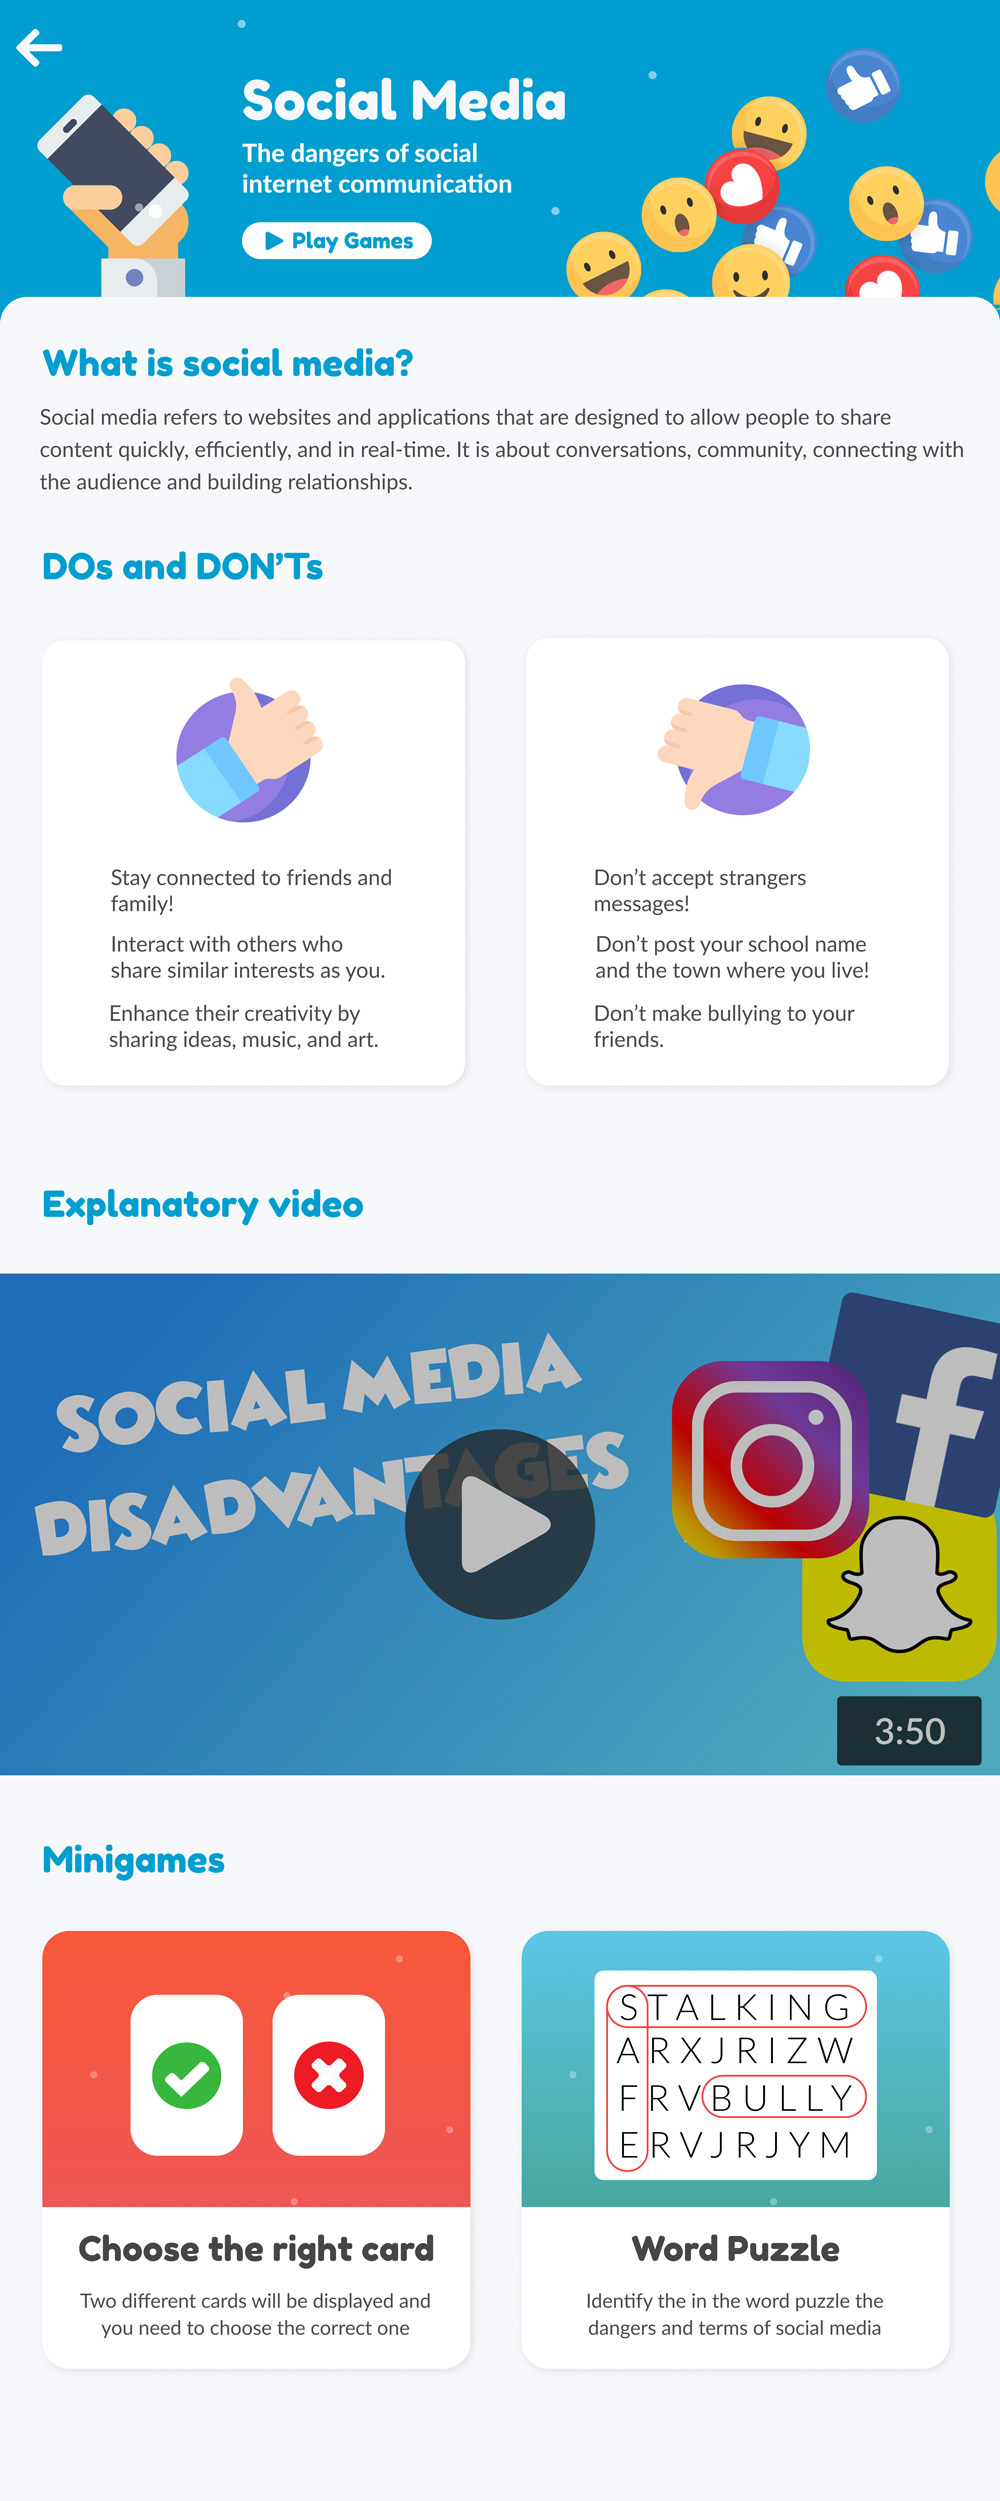 Social Media
The dangers of social
internet communication
Play Games
What is social media?
Social media refers to websites and applications that are designed to allow people to share
content quickly, efficiently, and in real-time. It is about conversations, community, connecting with
the audience and building relationships.
DOs and DON’Ts
Stay connected to friends and
family!
Interact with others who
share similar interests as you.
Enhance their creativity by
sharing ideas, music, and art.
Don’t accept strangers
messages!
Don’t post your school name
and the town where you live!
Don’t make bullying to your
friends.
Explanatory video
SOCIAL MEDIA
DISADVANTAGES
f
3:50
Minigames
STALKING
ARXJRIZW
FRVBULLY
ERVJRJYM
Choose the right card
Two different cards will be displayed and
you need to choose the correct one
Word Puzzle
Identify the in the word puzzle the
dangers and terms of social media